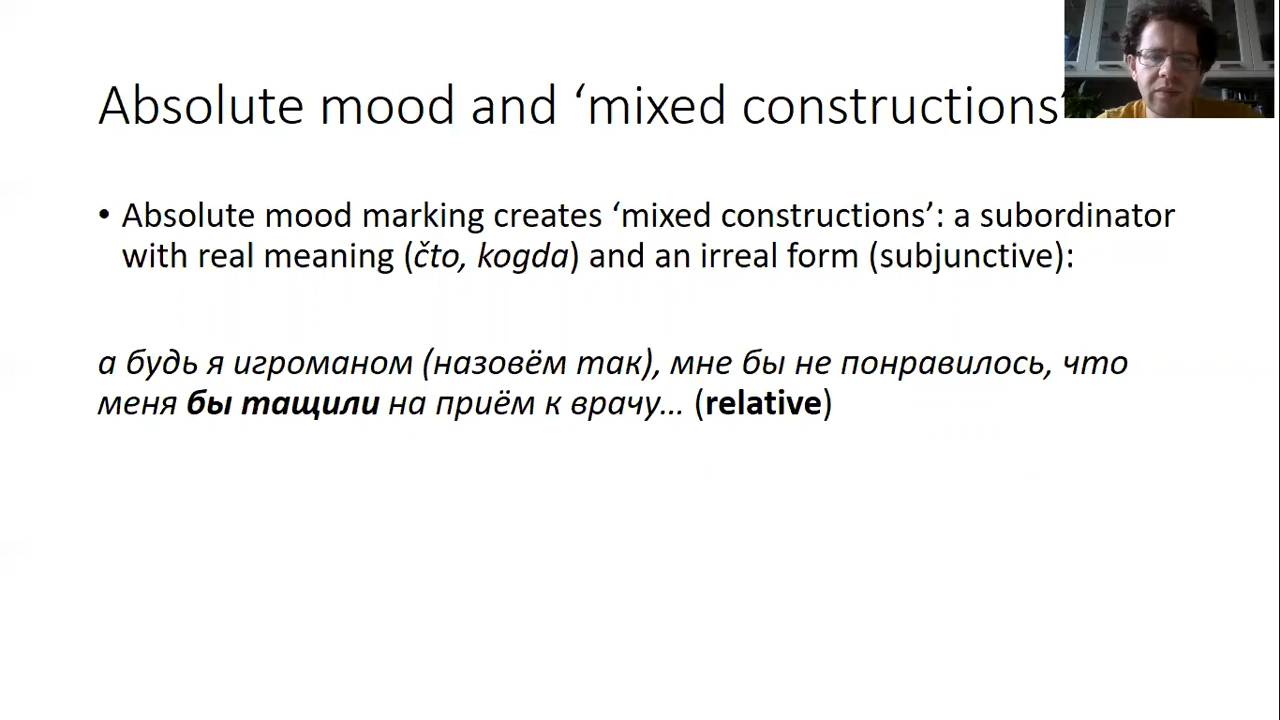 Absolute mood and ‘mixed constructions’
• Absolute mood marking creates ‘mixed constructions’: a subordinator
with real meaning (čto, kogda) and an irreal form (subjunctive):
а будь я игроманом (назовём так), мне бы не понравилось, что
меня бы тащили на приём к врачу… (relative)